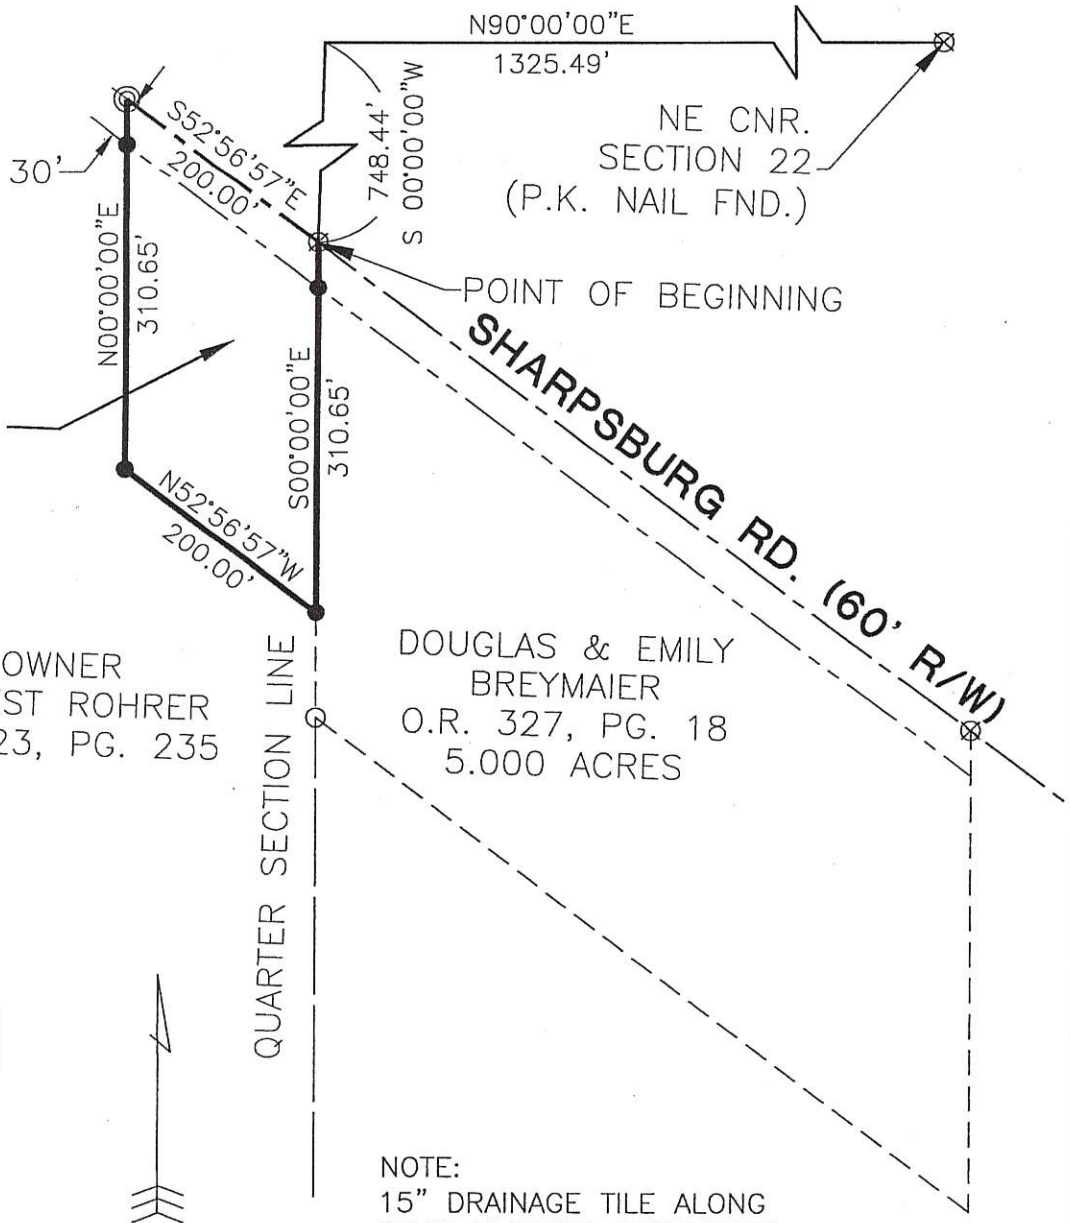 N90°00'00"E
1325.49'
NE CNR.
SECTION 22
(P.K. NAIL FND.)
748.44'
S 00°00'00"W
S52°56'57"E
200.00'
30'
POINT OF BEGINNING
N00°00'00"E
310.65'
S00°00'00"E
310.65'
SHARPSBURG RD. (60' R/W)
N52°56'57"W
200.00'
OWNER
ST ROHRER
23, PG. 235
DOUGLAS & EMILY
BREYMAIER
O.R. 327, PG. 18
5.000 ACRES
QUARTER SECTION LINE
NOTE:
15" DRAINAGE TILE ALONG